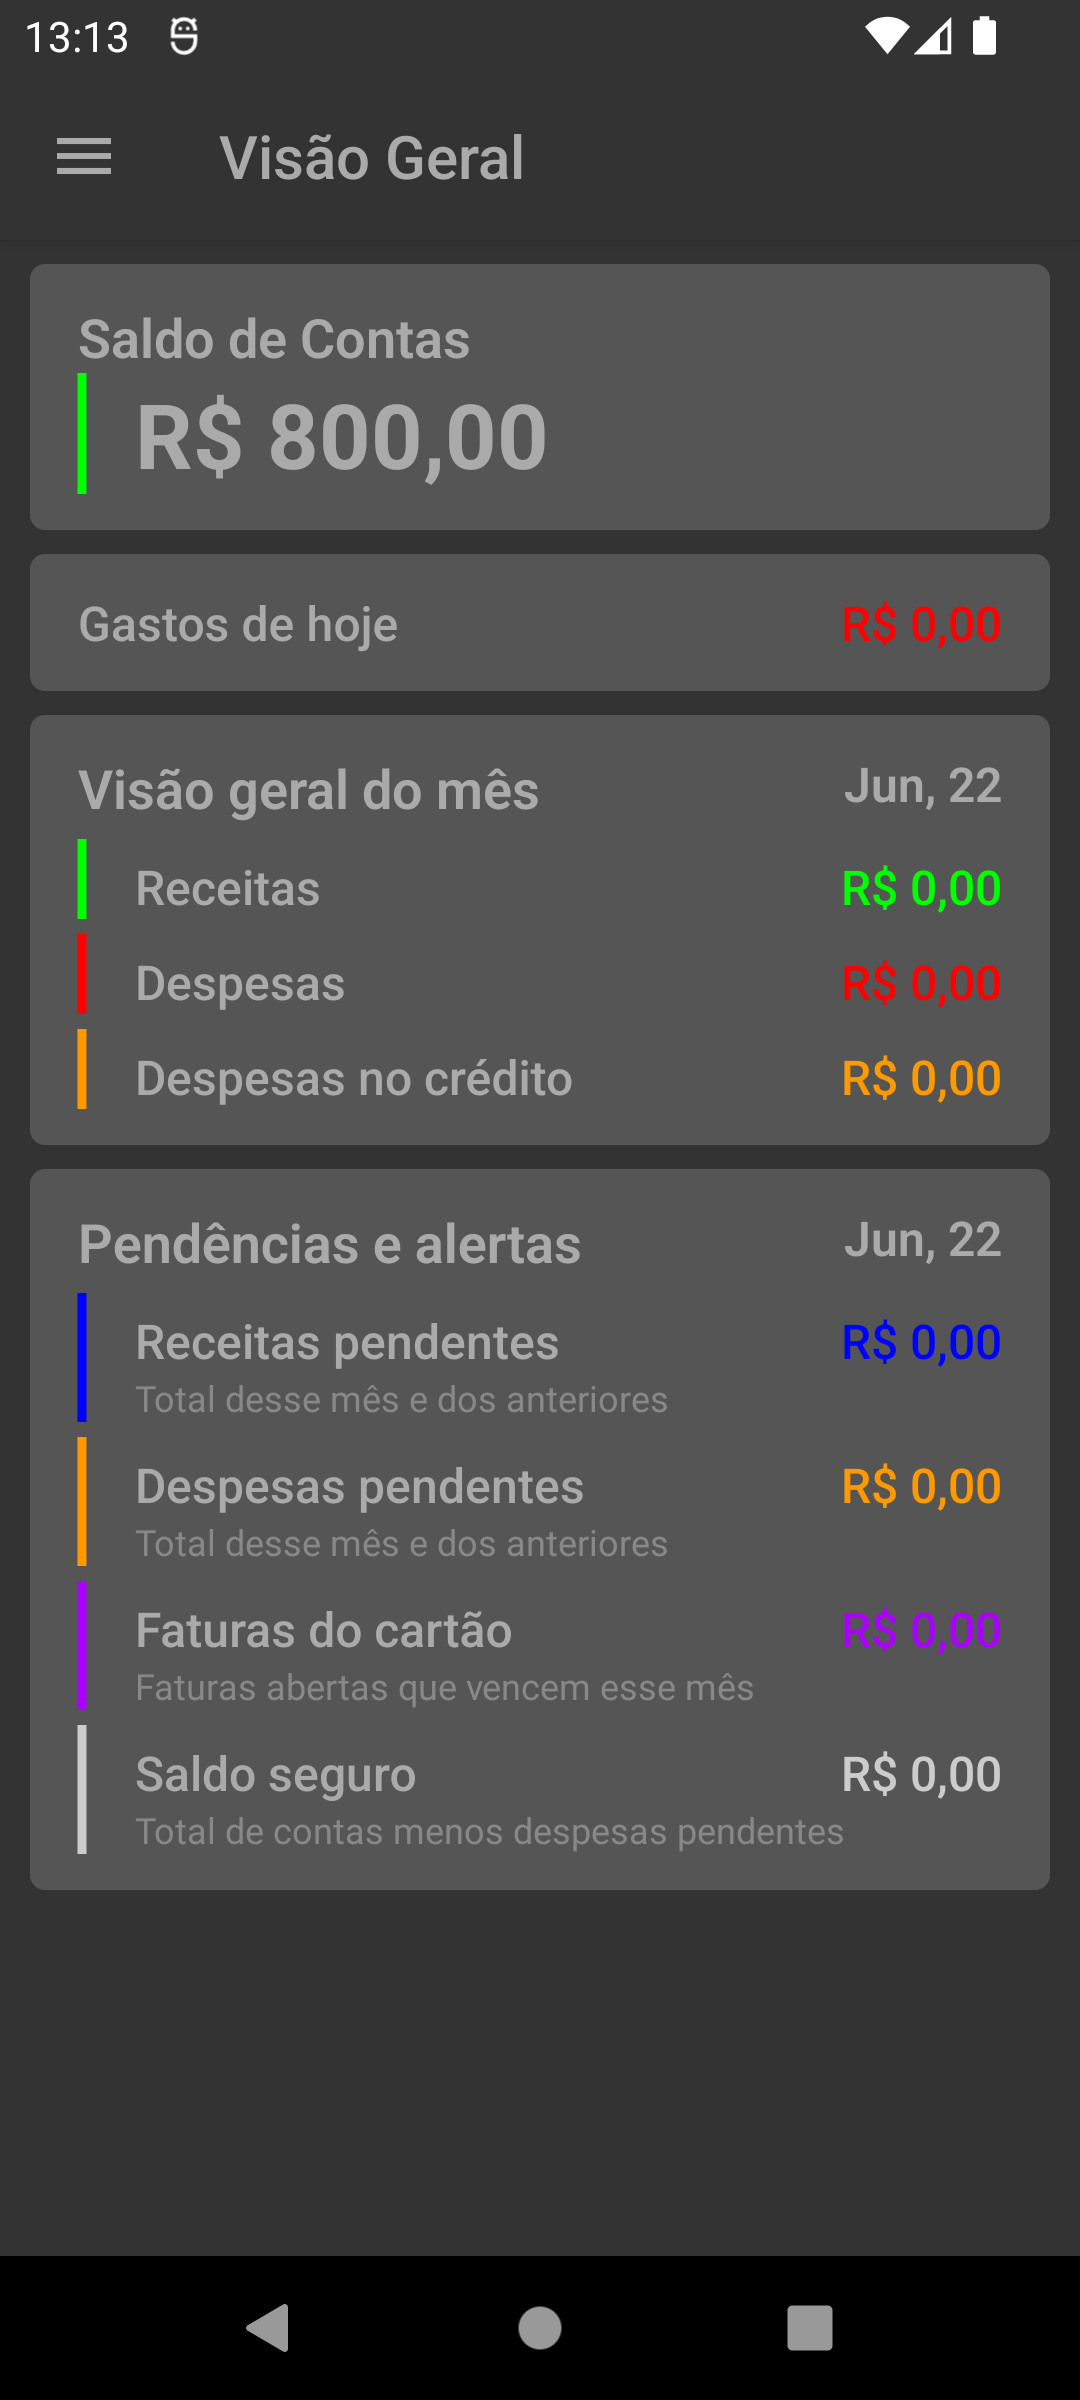 13:13
Visão Geral
Saldo de Contas
R$ 800,00
Gastos de hoje R$ 0,00
Visão geral do mês Jun, 22
Receitas R$ 0,00
Despesas R$ 0,00
Despesas no crédito R$ 0,00
Pendências e alertas Jun, 22
Receitas pendentes R$ 0,00
Total desse mês e dos anteriores
Despesas pendentes R$ 0,00
Total desse mês e dos anteriores
Faturas do cartão R$ 0,00
Faturas abertas que vencem esse mês
Saldo seguro R$ 0,00
Total de contas menos despesas pendentes